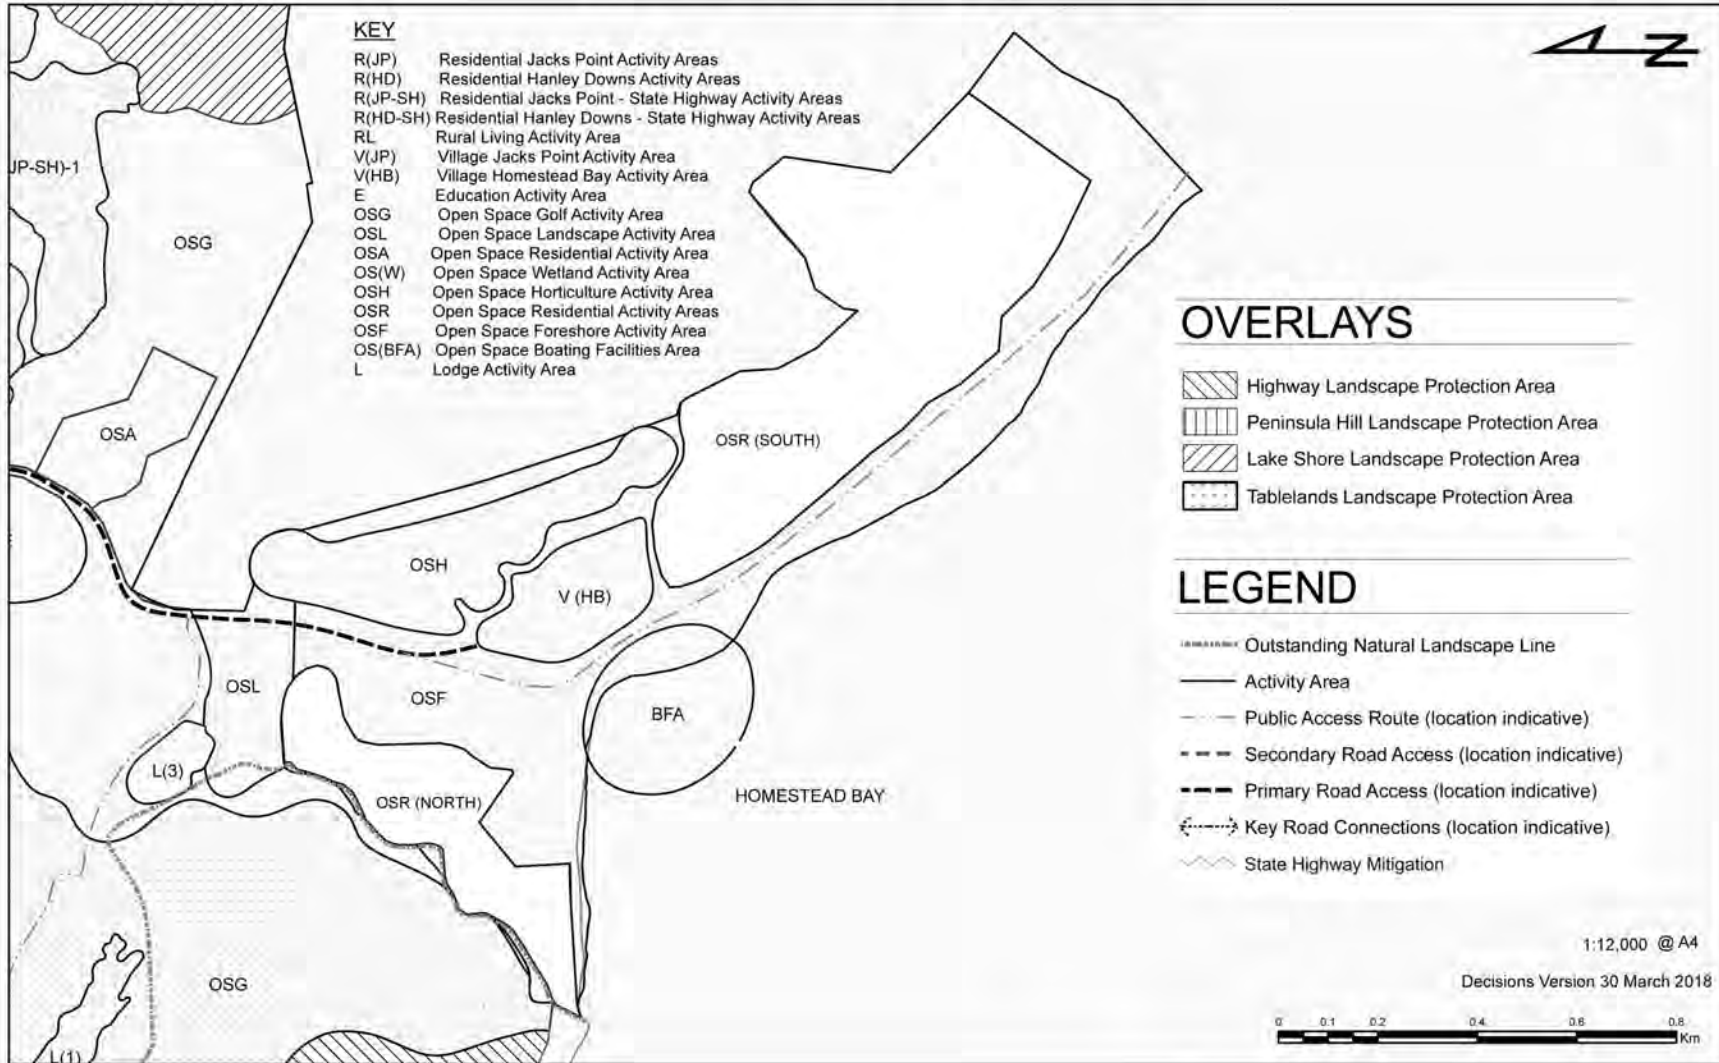 KEY
R(JP) Residential Jacks Point Activity Areas
R(HD) Residential Hanley Downs Activity Areas
R(JP-SH) Residential Jacks Point - State Highway Activity Areas
R(HD-SH) Residential Hanley Downs - State Highway Activity Areas
RL Rural Living Activity Area
V(JP) Village Jacks Point Activity Area
V(HB) Village Homestead Bay Activity Area
E Education Activity Area
OSG Open Space Golf Activity Area
OSL Open Space Landscape Activity Area
OSA Open Space Residential Activity Area
OS(W) Open Space Wetland Activity Area
OSH Open Space Horticulture Activity Area
OSR Open Space Residential Activity Areas
OSF Open Space Foreshore Activity Area
OS(BFA) Open Space Boating Facilities Area
L Lodge Activity Area
Z
JP-SH)-1
OSG
OSA
OSR (SOUTH)
OSH
V (HB)
OSL
OSF
BFA
L(3)
OSR (NORTH)
HOMESTEAD BAY
OSG
L(1)
OVERLAYS
Highway Landscape Protection Area
Peninsula Hill Landscape Protection Area
Lake Shore Landscape Protection Area
Tablelands Landscape Protection Area
LEGEND
Outstanding Natural Landscape Line
Activity Area
Public Access Route (location indicative)
Secondary Road Access (location indicative)
Primary Road Access (location indicative)
Key Road Connections (location indicative)
State Highway Mitigation
1:12,000 @ A4
Decisions Version 30 March 2018
0 0.1 0.2 0.4 0.6 0.8
Km